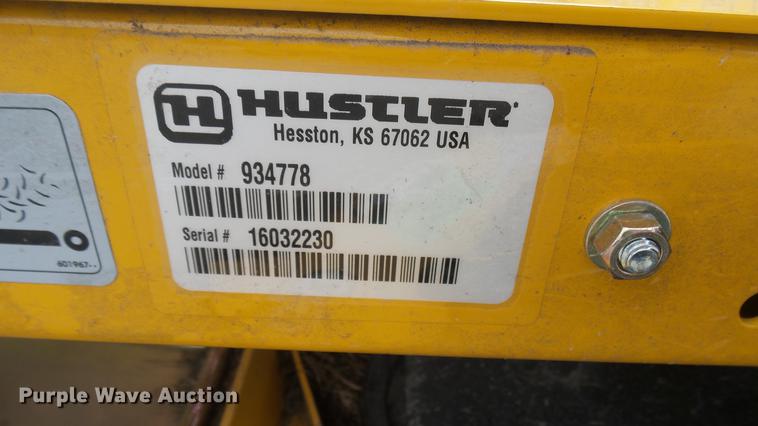 H HUSTLER
Hesston, KS 67062 USA
Model # 934778
Serial # 16032230
601967--
Purple Wave Auction